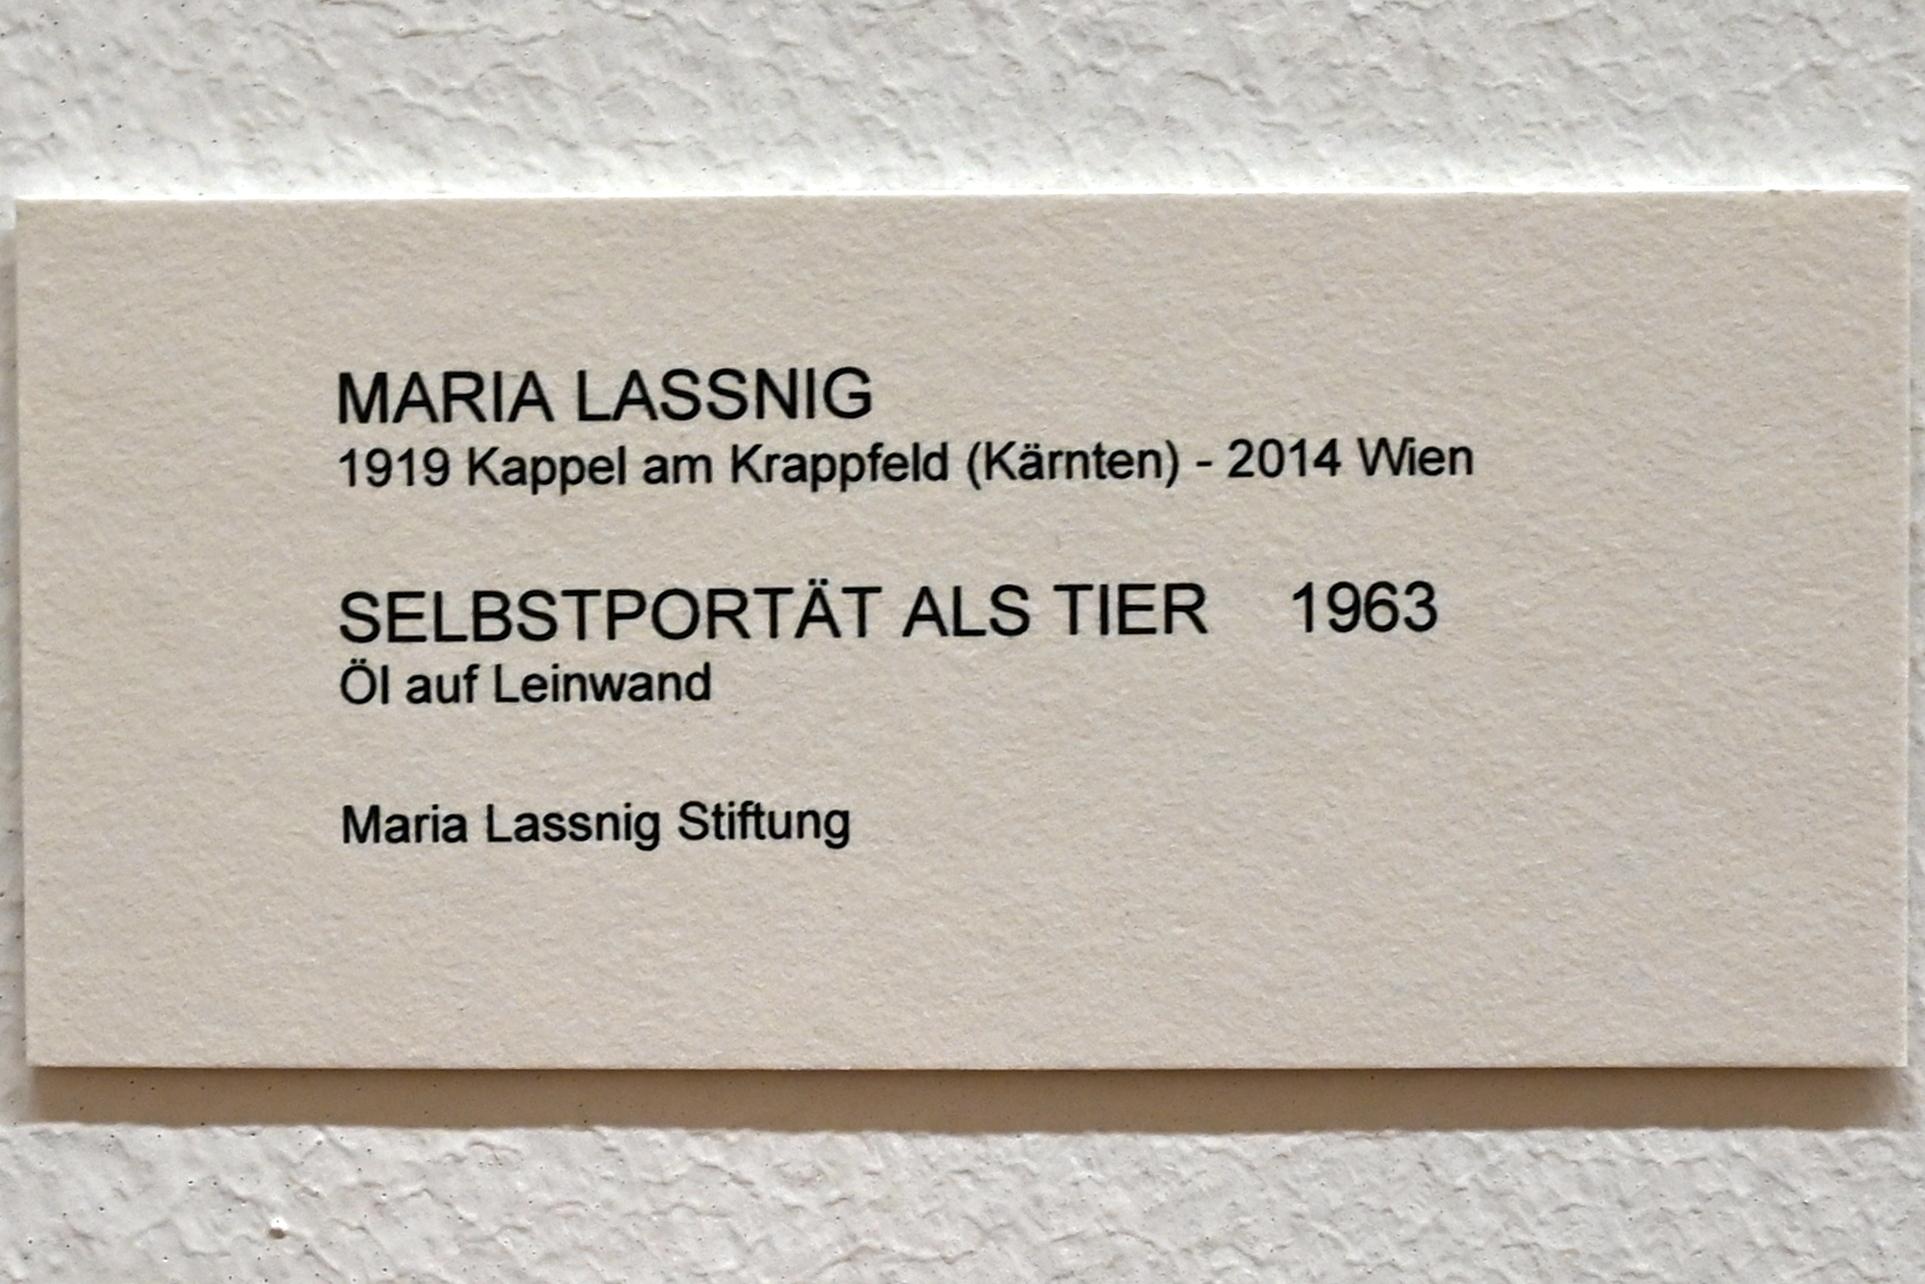 MARIA LASSNIG
1919 Kappel am Krappfeld (Kärnten) - 2014 Wien
SELBSTPORTÄT ALS TIER 1963
Öl auf Leinwand
Maria Lassnig Stiftung